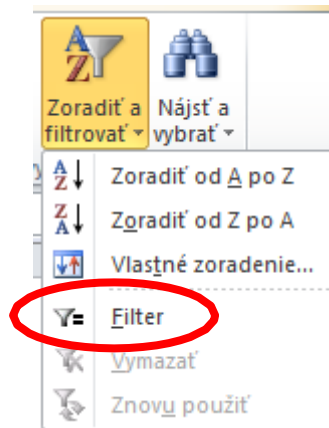 Zoradiť a
filtrovať
Nájsť a
vybrať
Zoradiť od A po Z
Zoradiť od Z po A
Vlastné zoradenie...
Filter
Vymazať
Znovu použiť